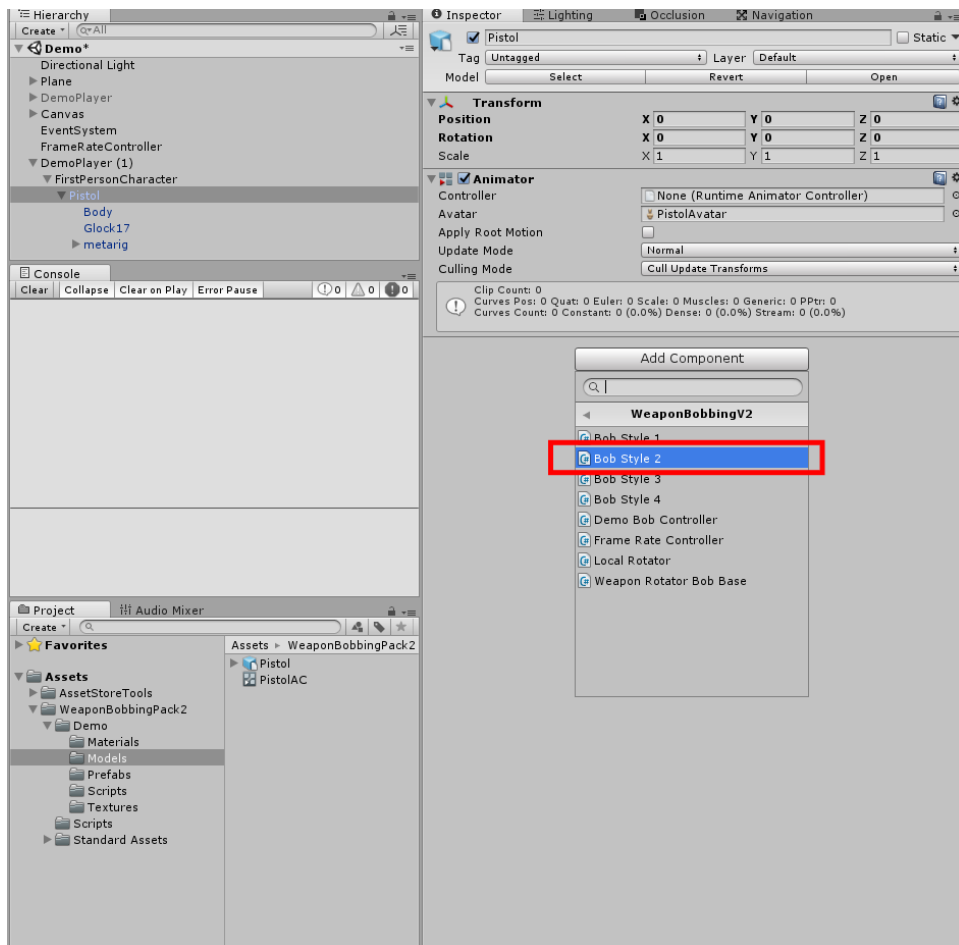 Hierarchy
Create All
Demo*
Directional Light
Plane
DemoPlayer
Canvas
EventSystem
FrameRateController
DemoPlayer (1)
FirstPersonCharacter
Pistol
Body
Glock17
metarig
Console
Clear Collapse Clear on Play Error Pause 0 0 0
Project Audio Mixer
Create
Favorites
Assets
AssetStoreTools
WeaponBobbingPack2
Demo
Materials
Models
Prefabs
Scripts
Textures
Scripts
Standard Assets
Assets WeaponBobbingPack2
Pistol
PistolAC
Inspector Lighting Occlusion Navigation
Pistol Static
Tag Untagged Layer Default
Model Select Revert Open
Transform
Position X 0 Y 0 Z 0
Rotation X 0 Y 0 Z 0
Scale X 1 Y 1 Z 1
Animator
Controller None (Runtime Animator Controller)
Avatar PistolAvatar
Apply Root Motion
Update Mode Normal
Culling Mode Cull Update Transforms
Clip Count: 0
Curves Pos: 0 Quat: 0 Euler: 0 Scale: 0 Muscles: 0 Generic: 0 PPtr: 0
Curves Count: 0 Constant: 0 (0.0%) Dense: 0 (0.0%) Stream: 0 (0.0%)
Add Component
WeaponBobbingV2
Bob Style 1
Bob Style 2
Bob Style 3
Bob Style 4
Demo Bob Controller
Frame Rate Controller
Local Rotator
Weapon Rotator Bob Base